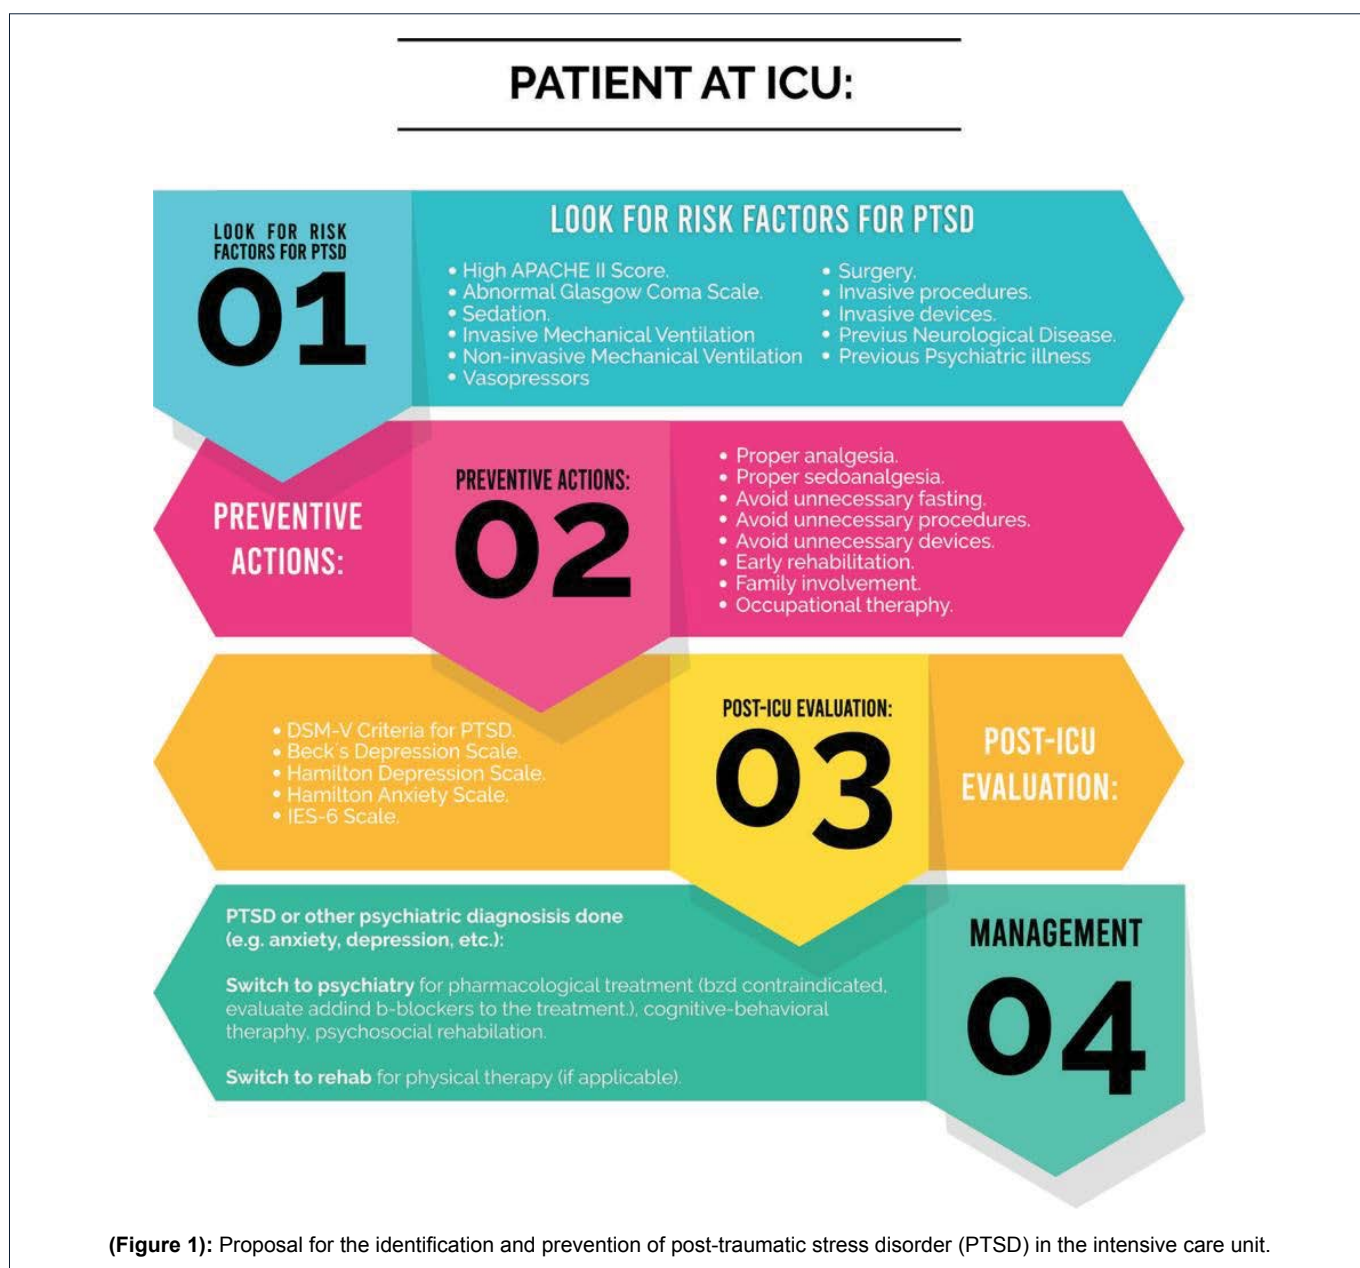 PATIENT AT ICU:
LOOK FOR RISK
FACTORS FOR PTSD
01
LOOK FOR RISK FACTORS FOR PTSD
• High APACHE II Score.
• Abnormal Glasgow Coma Scale.
• Sedation.
• Invasive Mechanical Ventilation
• Non-invasive Mechanical Ventilation
• Vasopressors
• Surgery.
• Invasive procedures.
• Invasive devices.
• Previus Neurological Disease.
• Previous Psychiatric illness
PREVENTIVE
ACTIONS:
PREVENTIVE ACTIONS:
02
• Proper analgesia.
• Proper sedoanalgesia.
• Avoid unnecessary fasting.
• Avoid unnecessary procedures.
• Avoid unnecessary devices.
• Early rehabilitation.
• Family involvement.
• Occupational theraphy.
• DSM-V Criteria for PTSD.
• Beck´s Depression Scale.
• Hamilton Depression Scale.
• Hamilton Anxiety Scale.
• IES-6 Scale.
POST-ICU EVALUATION:
03
POST-ICU
EVALUATION:
PTSD or other psychiatric diagnosisis done
(e.g. anxiety, depression, etc.):
Switch to psychiatry for pharmacological treatment (bzd contraindicated,
evaluate addind b-blockers to the treatment.), cognitive-behavioral
theraphy, psychosocial rehabilation.
Switch to rehab for physical therapy (if applicable).
MANAGEMENT
04
(Figure 1): Proposal for the identification and prevention of post-traumatic stress disorder (PTSD) in the intensive care unit.